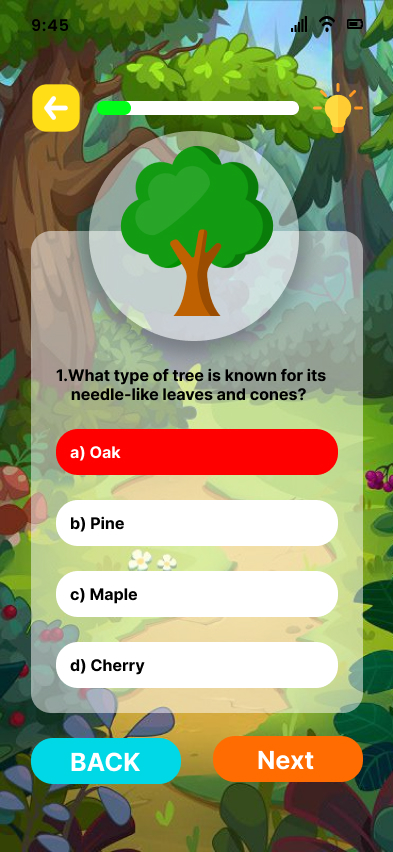 9:45
1.What type of tree is known for its
needle-like leaves and cones?
a) Oak
b) Pine
c) Maple
d) Cherry
BACK
Next